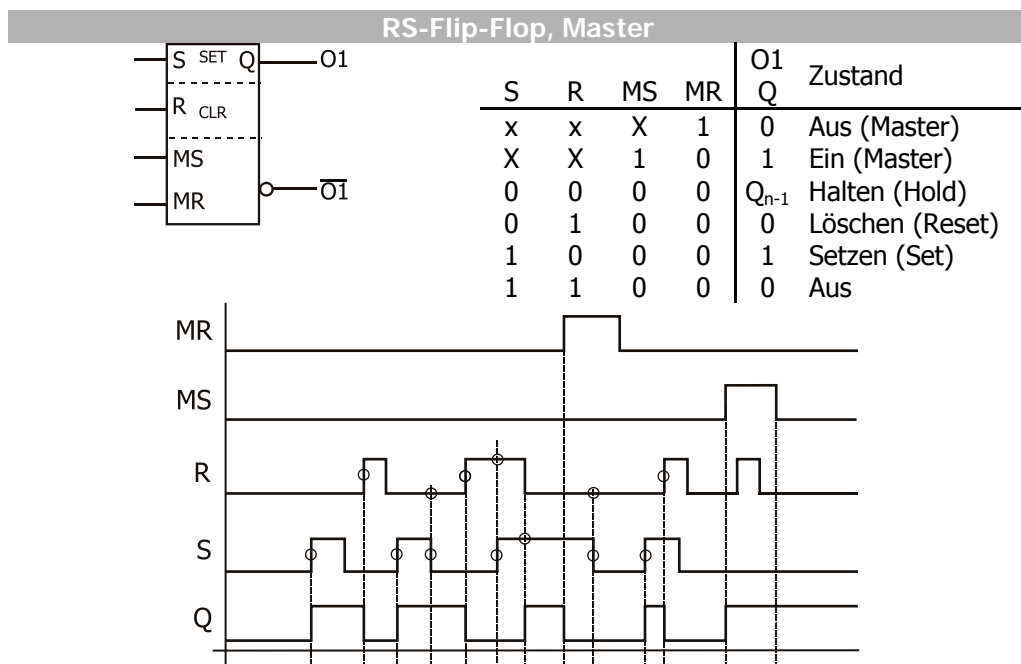 RS-Flip-Flop, Master
S SET Q O1
R CLR
MS
MR O1
O1
S R MS MR Q Zustand
x x X 1 0 Aus (Master)
X X 1 0 1 Ein (Master)
0 0 0 0 Qn-1 Halten (Hold)
0 1 0 0 0 Löschen (Reset)
1 0 0 0 1 Setzen (Set)
1 1 0 0 0 Aus
MR
MS
R
S
Q